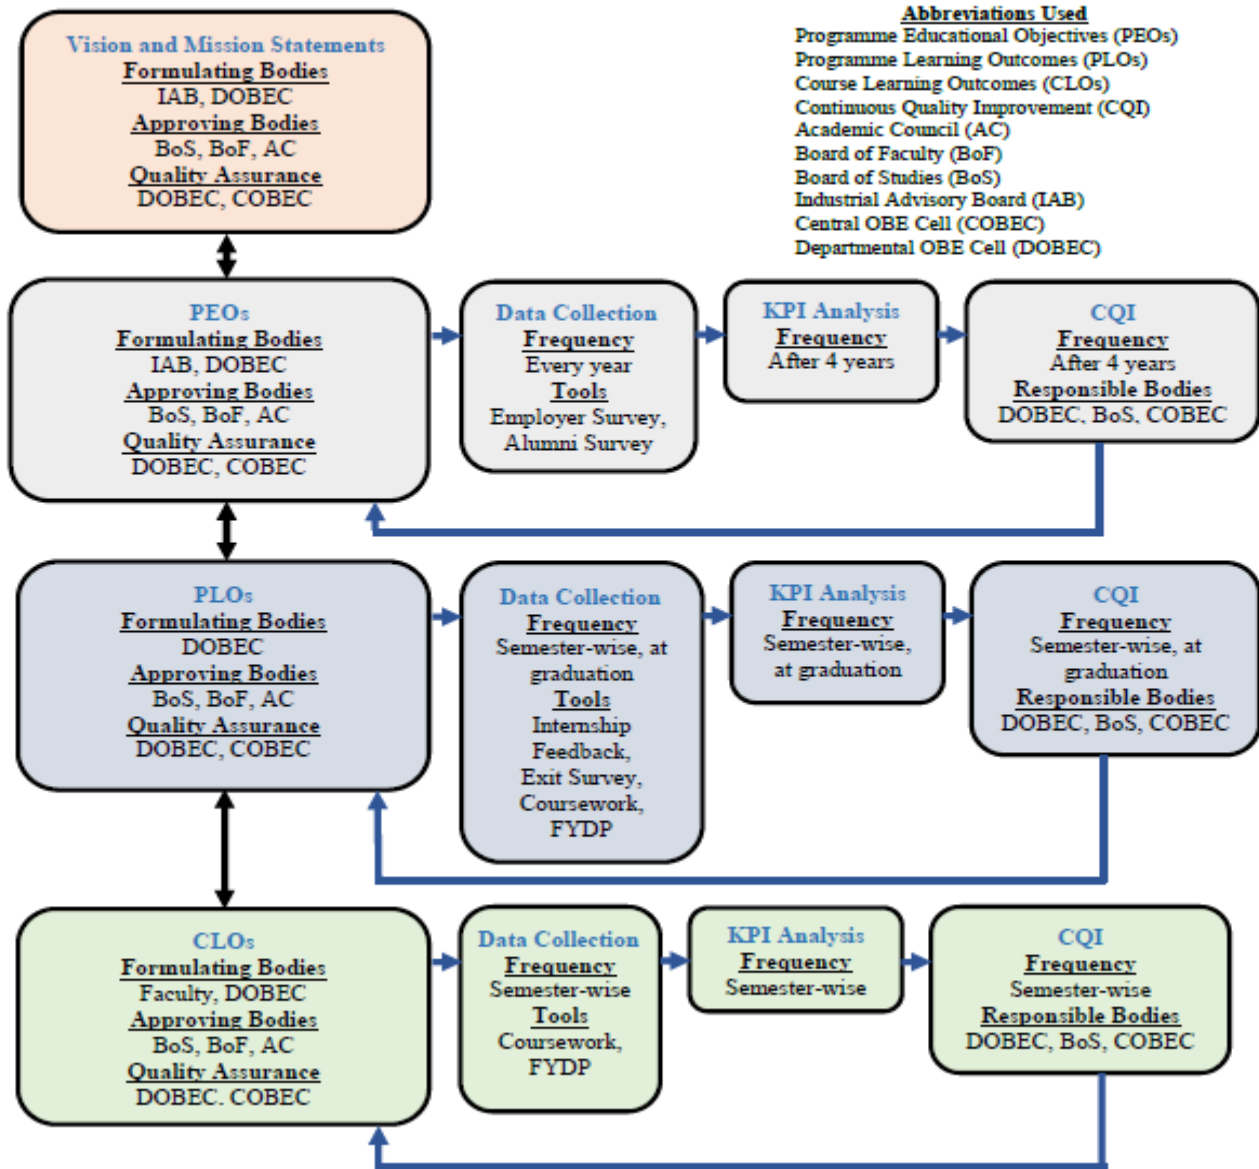 Vision and Mission Statements
Formulating Bodies
IAB, DOBEC
Approving Bodies
BoS, BoF, AC
Quality Assurance
DOBEC, COBEC
Abbreviations Used
Programme Educational Objectives (PEOs)
Programme Learning Outcomes (PLOs)
Course Learning Outcomes (CLOs)
Continuous Quality Improvement (CQI)
Academic Council (AC)
Board of Faculty (BoF)
Board of Studies (BoS)
Industrial Advisory Board (IAB)
Central OBE Cell (COBEC)
Departmental OBE Cell (DOBEC)
PEOs
Formulating Bodies
IAB, DOBEC
Approving Bodies
BoS, BoF, AC
Quality Assurance
DOBEC, COBEC
Data Collection
Frequency
Every year
Tools
Employer Survey,
Alumni Survey
KPI Analysis
Frequency
After 4 years
CQI
Frequency
After 4 years
Responsible Bodies
DOBEC, BoS, COBEC
PLOs
Formulating Bodies
DOBEC
Approving Bodies
BoS, BoF, AC
Quality Assurance
DOBEC, COBEC
Data Collection
Frequency
Semester-wise, at
graduation
Tools
Internship
Feedback,
Exit Survey,
Coursework,
FYDP
KPI Analysis
Frequency
Semester-wise,
at graduation
CQI
Frequency
Semester-wise, at
graduation
Responsible Bodies
DOBEC, BoS, COBEC
CLOs
Formulating Bodies
Faculty, DOBEC
Approving Bodies
BoS, BoF, AC
Quality Assurance
DOBEC. COBEC
Data Collection
Frequency
Semester-wise
Tools
Coursework,
FYDP
KPI Analysis
Frequency
Semester-wise
CQI
Frequency
Semester-wise
Responsible Bodies
DOBEC, BoS, COBEC